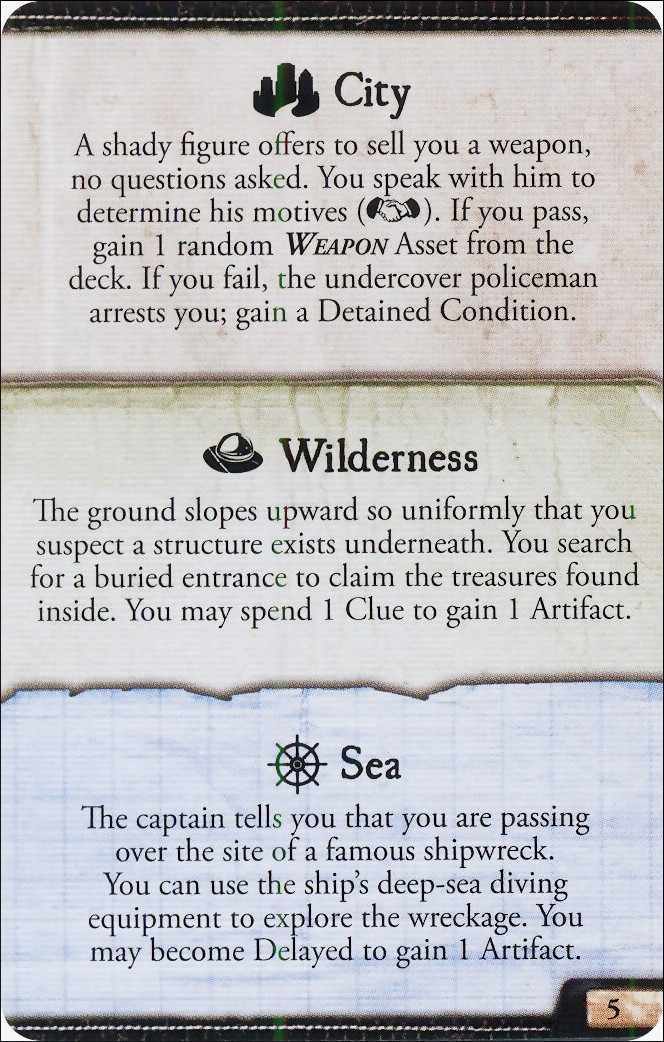 City
A shady figure offers to sell you a weapon,
no questions asked. You speak with him to
determine his motives ( ). If you pass,
gain 1 random WEAPON Asset from the
deck. If you fail, the undercover policeman
arrests you; gain a Detained Condition.
Wilderness
The ground slopes upward so uniformly that you
suspect a structure exists underneath. You search
for a buried entrance to claim the treasures found
inside. You may spend 1 Clue to gain 1 Artifact.
Sea
The captain tells you that you are passing
over the site of a famous shipwreck.
You can use the ship’s deep-sea diving
equipment to explore the wreckage. You
may become Delayed to gain 1 Artifact.
5